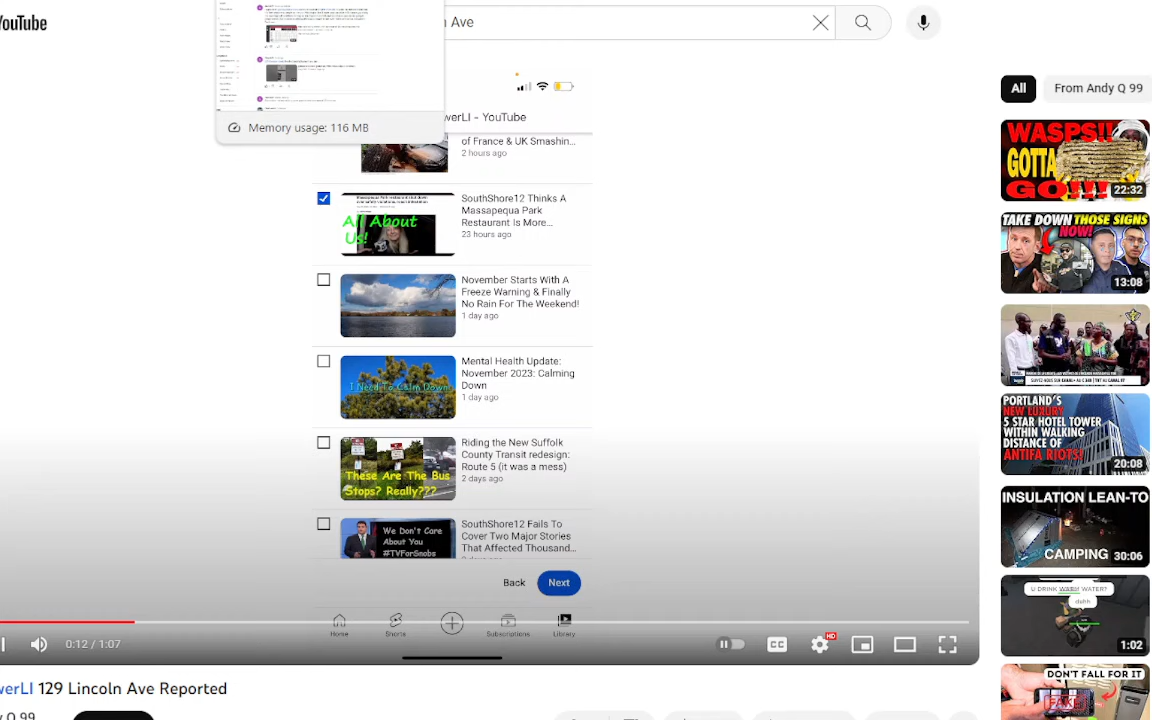 YouTube
n Ave
Memory usage: 116 MB
werLI - YouTube
of France & UK Smashin...
2 hours ago
All About
Us!
SouthShore12 Thinks A
Massapequa Park
Restaurant Is More...
23 hours ago
November Starts With A
Freeze Warning & Finally
No Rain For The Weekend!
1 day ago
I Need To Calm Down
Mental Health Update:
November 2023: Calming
Down
1 day ago
These Are The Bus
Stops? Really???
Riding the New Suffolk
County Transit redesign:
Route 5 (it was a mess)
2 days ago
We Don't Care
About You
#TVForSnobs
SouthShore12 Fails To
Cover Two Major Stories
That Affected Thousand...
Back
Next
Home
Shorts
Subscriptions
Library
0:12 / 1:07
CC
HD
werLI 129 Lincoln Ave Reported
y Q 99
All
From Andy Q 99
WASPS!!
GOTTA
GO!!!
22:32
TAKE DOWN THOSE SIGNS
NOW!
13:08
PORTLAND'S
NEW LUXURY
5 STAR HOTEL TOWER
WITHIN WALKING
DISTANCE OF
ANTIFA RIOTS!
20:08
INSULATION LEAN-TO
CAMPING
30:06
U DRINK WATER?
duhh
1:02
DON'T FALL FOR IT
FAKE